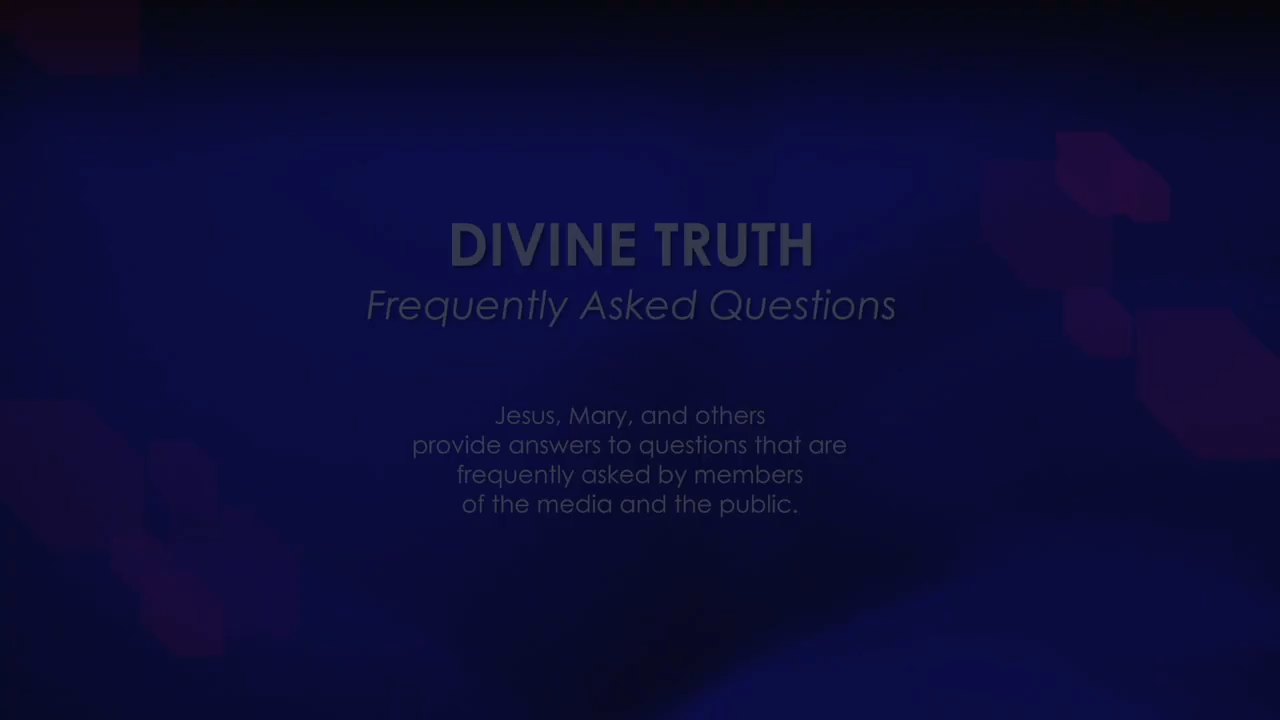 DIVINE TRUTH
Frequently Asked Questions
Jesus, Mary, and others
provide answers to questions that are
frequently asked by members
of the media and the public.